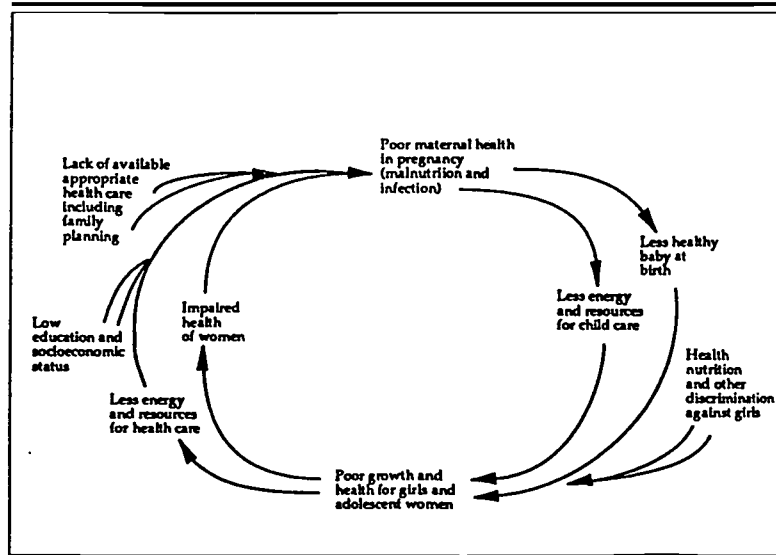 Poor maternal health
in pregnancy
(malnutriion and
infection)
Lack of available
appropriate
health care
including
family
planning
Less healthy
baby at
birth
Impaired
health
of women
Less energy
and resources
for child care
Low
education and
socioeconomic
status
Health
nutrition
and other
discrimination
against girls
Less energy
and resources
for health care
Poor growth and
health for girls and
adolescent women